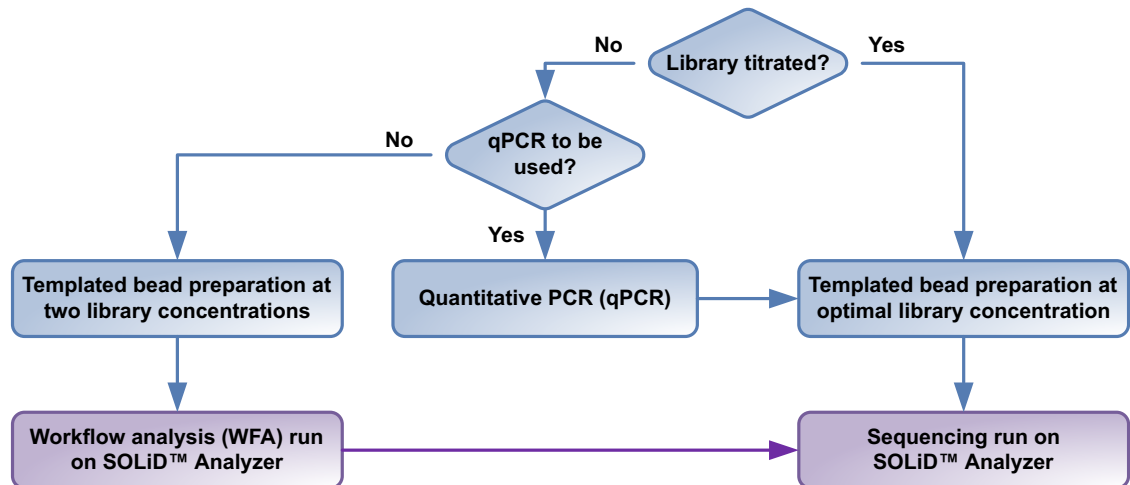 No
Library titrated?
Yes
No
qPCR to be
used?
Yes
Templated bead preparation at
two library concentrations
Quantitative PCR (qPCR)
Templated bead preparation at
optimal library concentration
Workflow analysis (WFA) run
on SOLiD™ Analyzer
Sequencing run on
SOLiD™ Analyzer